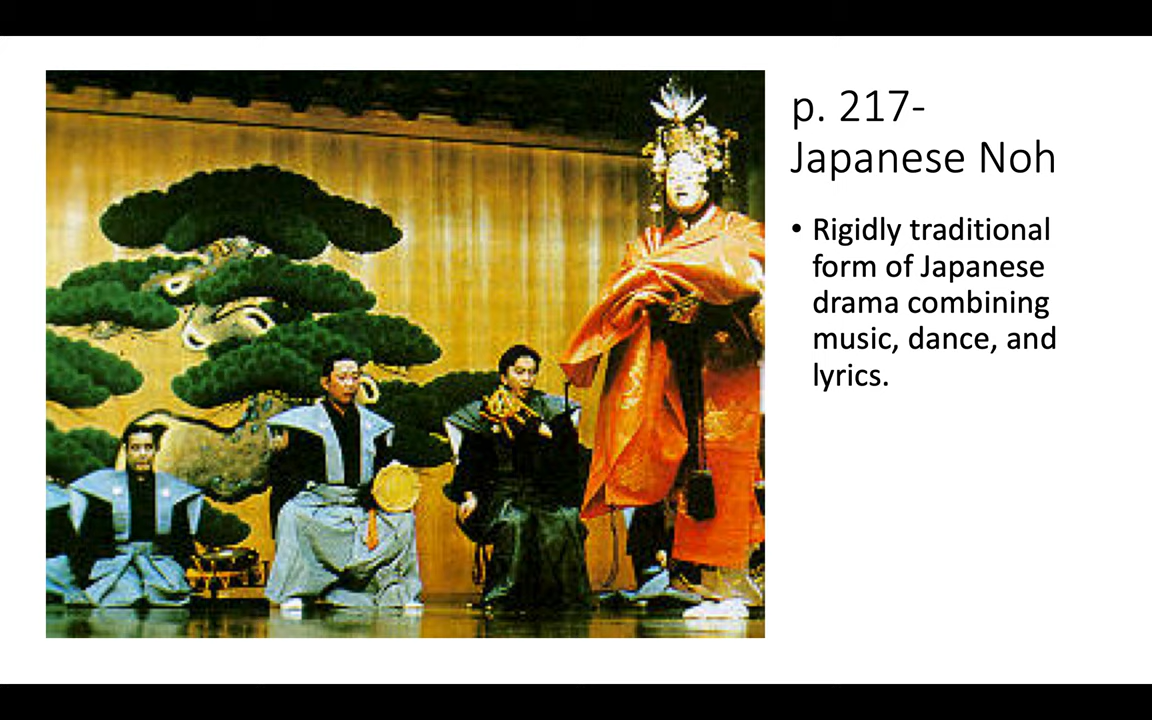 p. 217-
Japanese Noh
• Rigidly traditional
form of Japanese
drama combining
music, dance, and
lyrics.